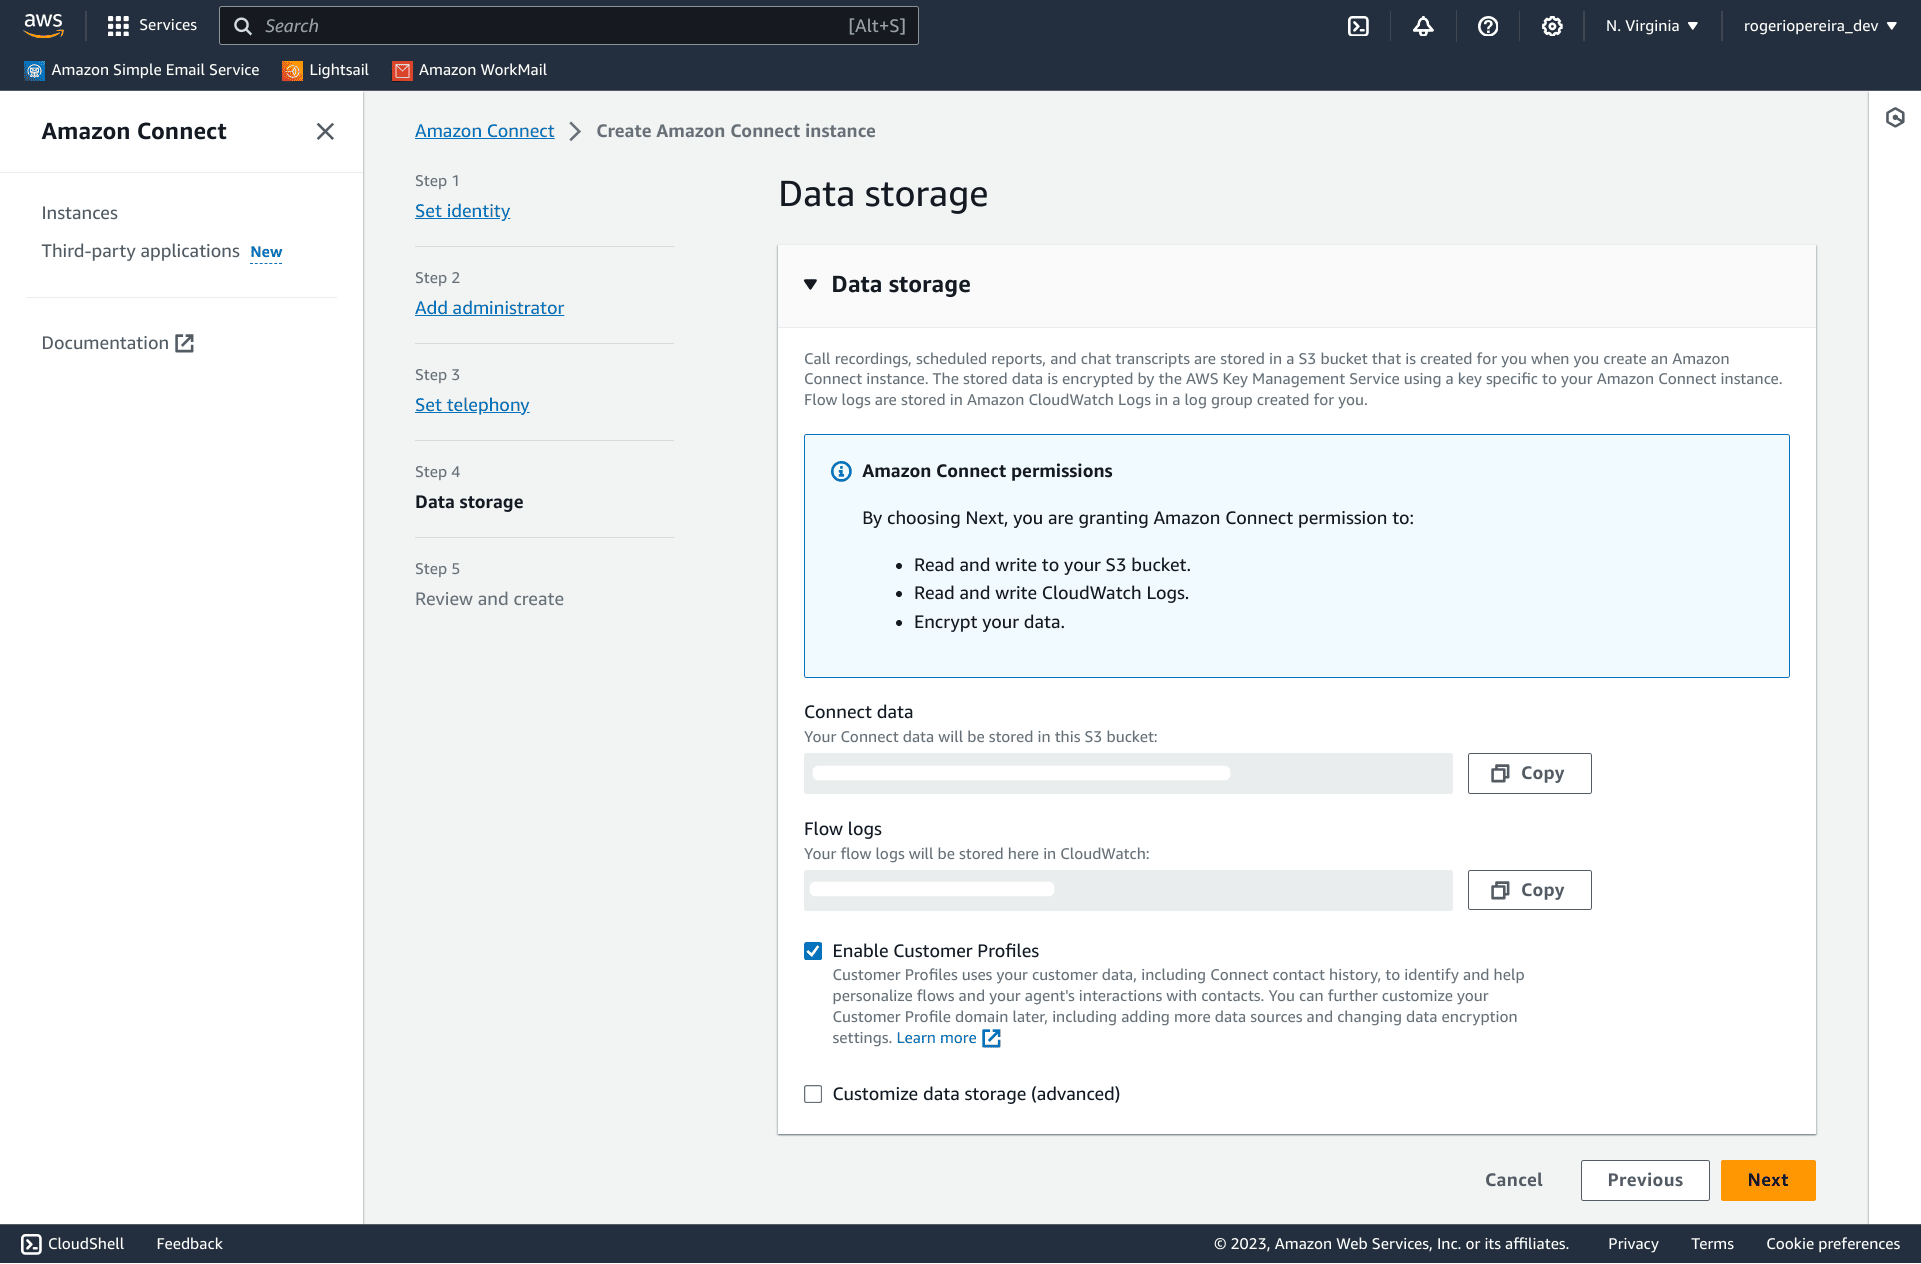 aws
Services
Search
[Alt+S]
N. Virginia
rogeriopereira_dev
Amazon Simple Email Service
Lightsail
Amazon WorkMail
Amazon Connect
Instances
Third-party applications New
Documentation
Amazon Connect
Create Amazon Connect instance
Step 1
Set identity
Step 2
Add administrator
Step 3
Set telephony
Step 4
Data storage
Step 5
Review and create
Data storage
Data storage
Call recordings, scheduled reports, and chat transcripts are stored in a S3 bucket that is created for you when you create an Amazon
Connect instance. The stored data is encrypted by the AWS Key Management Service using a key specific to your Amazon Connect instance.
Flow logs are stored in Amazon CloudWatch Logs in a log group created for you.
Amazon Connect permissions
By choosing Next, you are granting Amazon Connect permission to:
• Read and write to your S3 bucket.
• Read and write CloudWatch Logs.
• Encrypt your data.
Connect data
Your Connect data will be stored in this S3 bucket:
Copy
Flow logs
Your flow logs will be stored here in CloudWatch:
Copy
Enable Customer Profiles
Customer Profiles uses your customer data, including Connect contact history, to identify and help
personalize flows and your agent's interactions with contacts. You can further customize your
Customer Profile domain later, including adding more data sources and changing data encryption
settings. Learn more
Customize data storage (advanced)
Cancel
Previous
Next
CloudShell
Feedback
© 2023, Amazon Web Services, Inc. or its affiliates.
Privacy
Terms
Cookie preferences